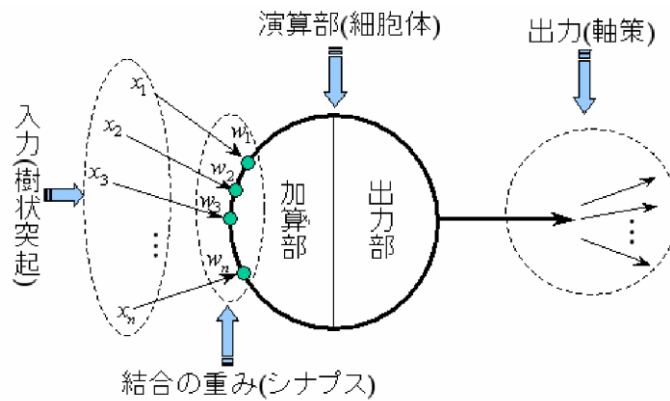 演算部(細胞体)
出力(軸策)
入力(樹状突起)
x1
x2
x3
…
xn
w1
w2
w3
wn
加算部
出力部
…
結合の重み(シナプス)